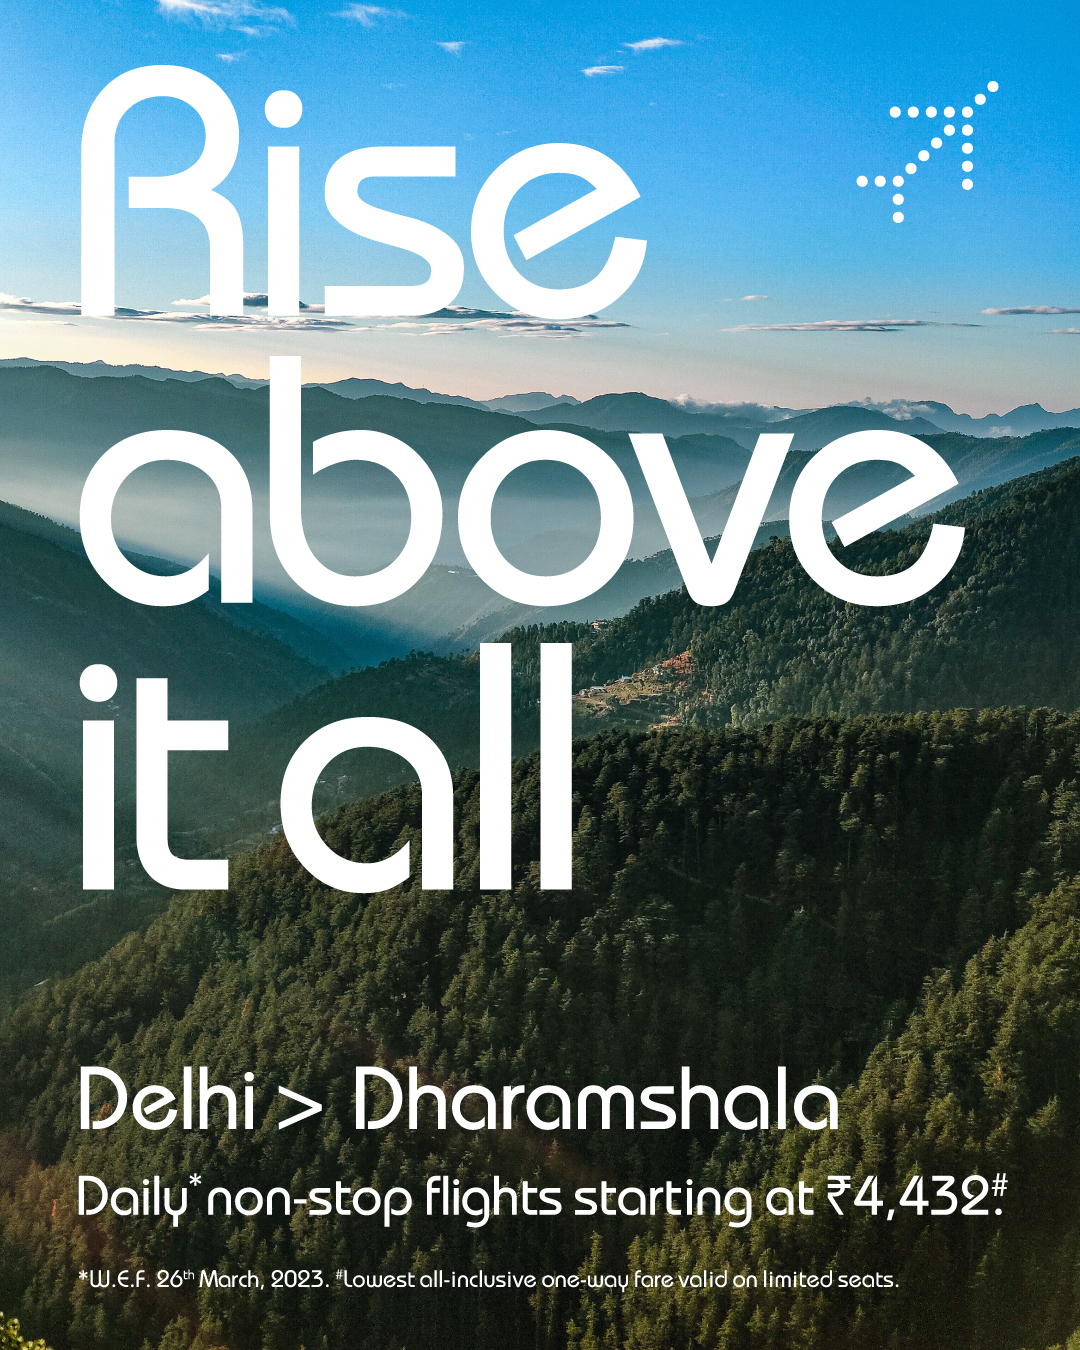 Rise
above
it all
Delhi > Dharamshala
Daily* non-stop flights starting at ₹4,432#.
*W.E.F. 26th March, 2023. #Lowest all-inclusive one-way fare valid on limited seats.